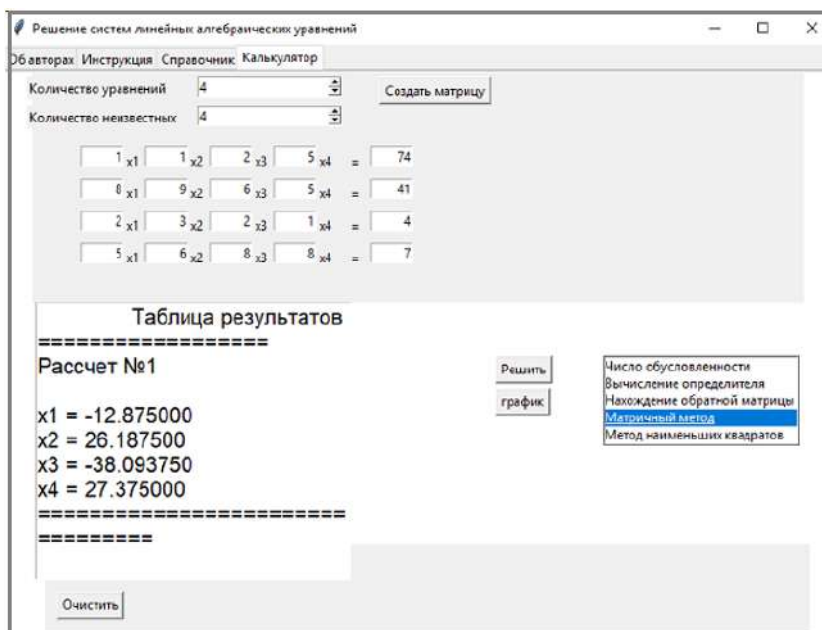 Решение систем линейных алгебраических уравнений
Об авторах Инструкция Справочник Калькулятор
Количество уравнений 4 Создать матрицу
Количество неизвестных 4
1 x1 1 x2 2 x3 5 x4 = 74
8 x1 9 x2 6 x3 5 x4 = 41
2 x1 3 x2 2 x3 1 x4 = 4
5 x1 6 x2 8 x3 8 x4 = 7
Таблица результатов
==================
Рассчет №1
x1 = -12.875000
x2 = 26.187500
x3 = -38.093750
x4 = 27.375000
========================
=========
Решить
график
Число обусловленности
Вычисление определителя
Нахождение обратной матрицы
Матричный метод
Метод наименьших квадратов
Очистить